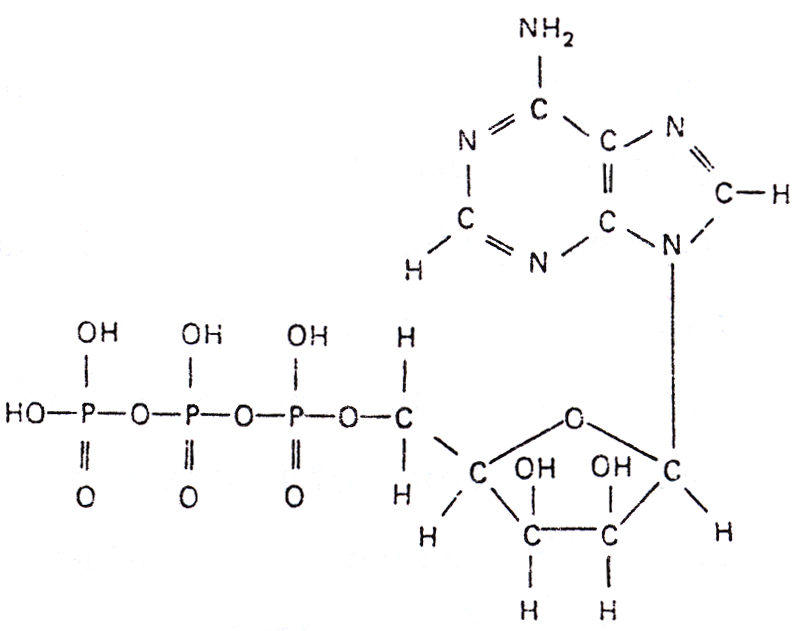 NH₂
C
N C N
C C C—H
H N N
OH OH OH H
HO—P—O—P—O—P—O—C O
O O O H C OH OH C
H C C H
H H